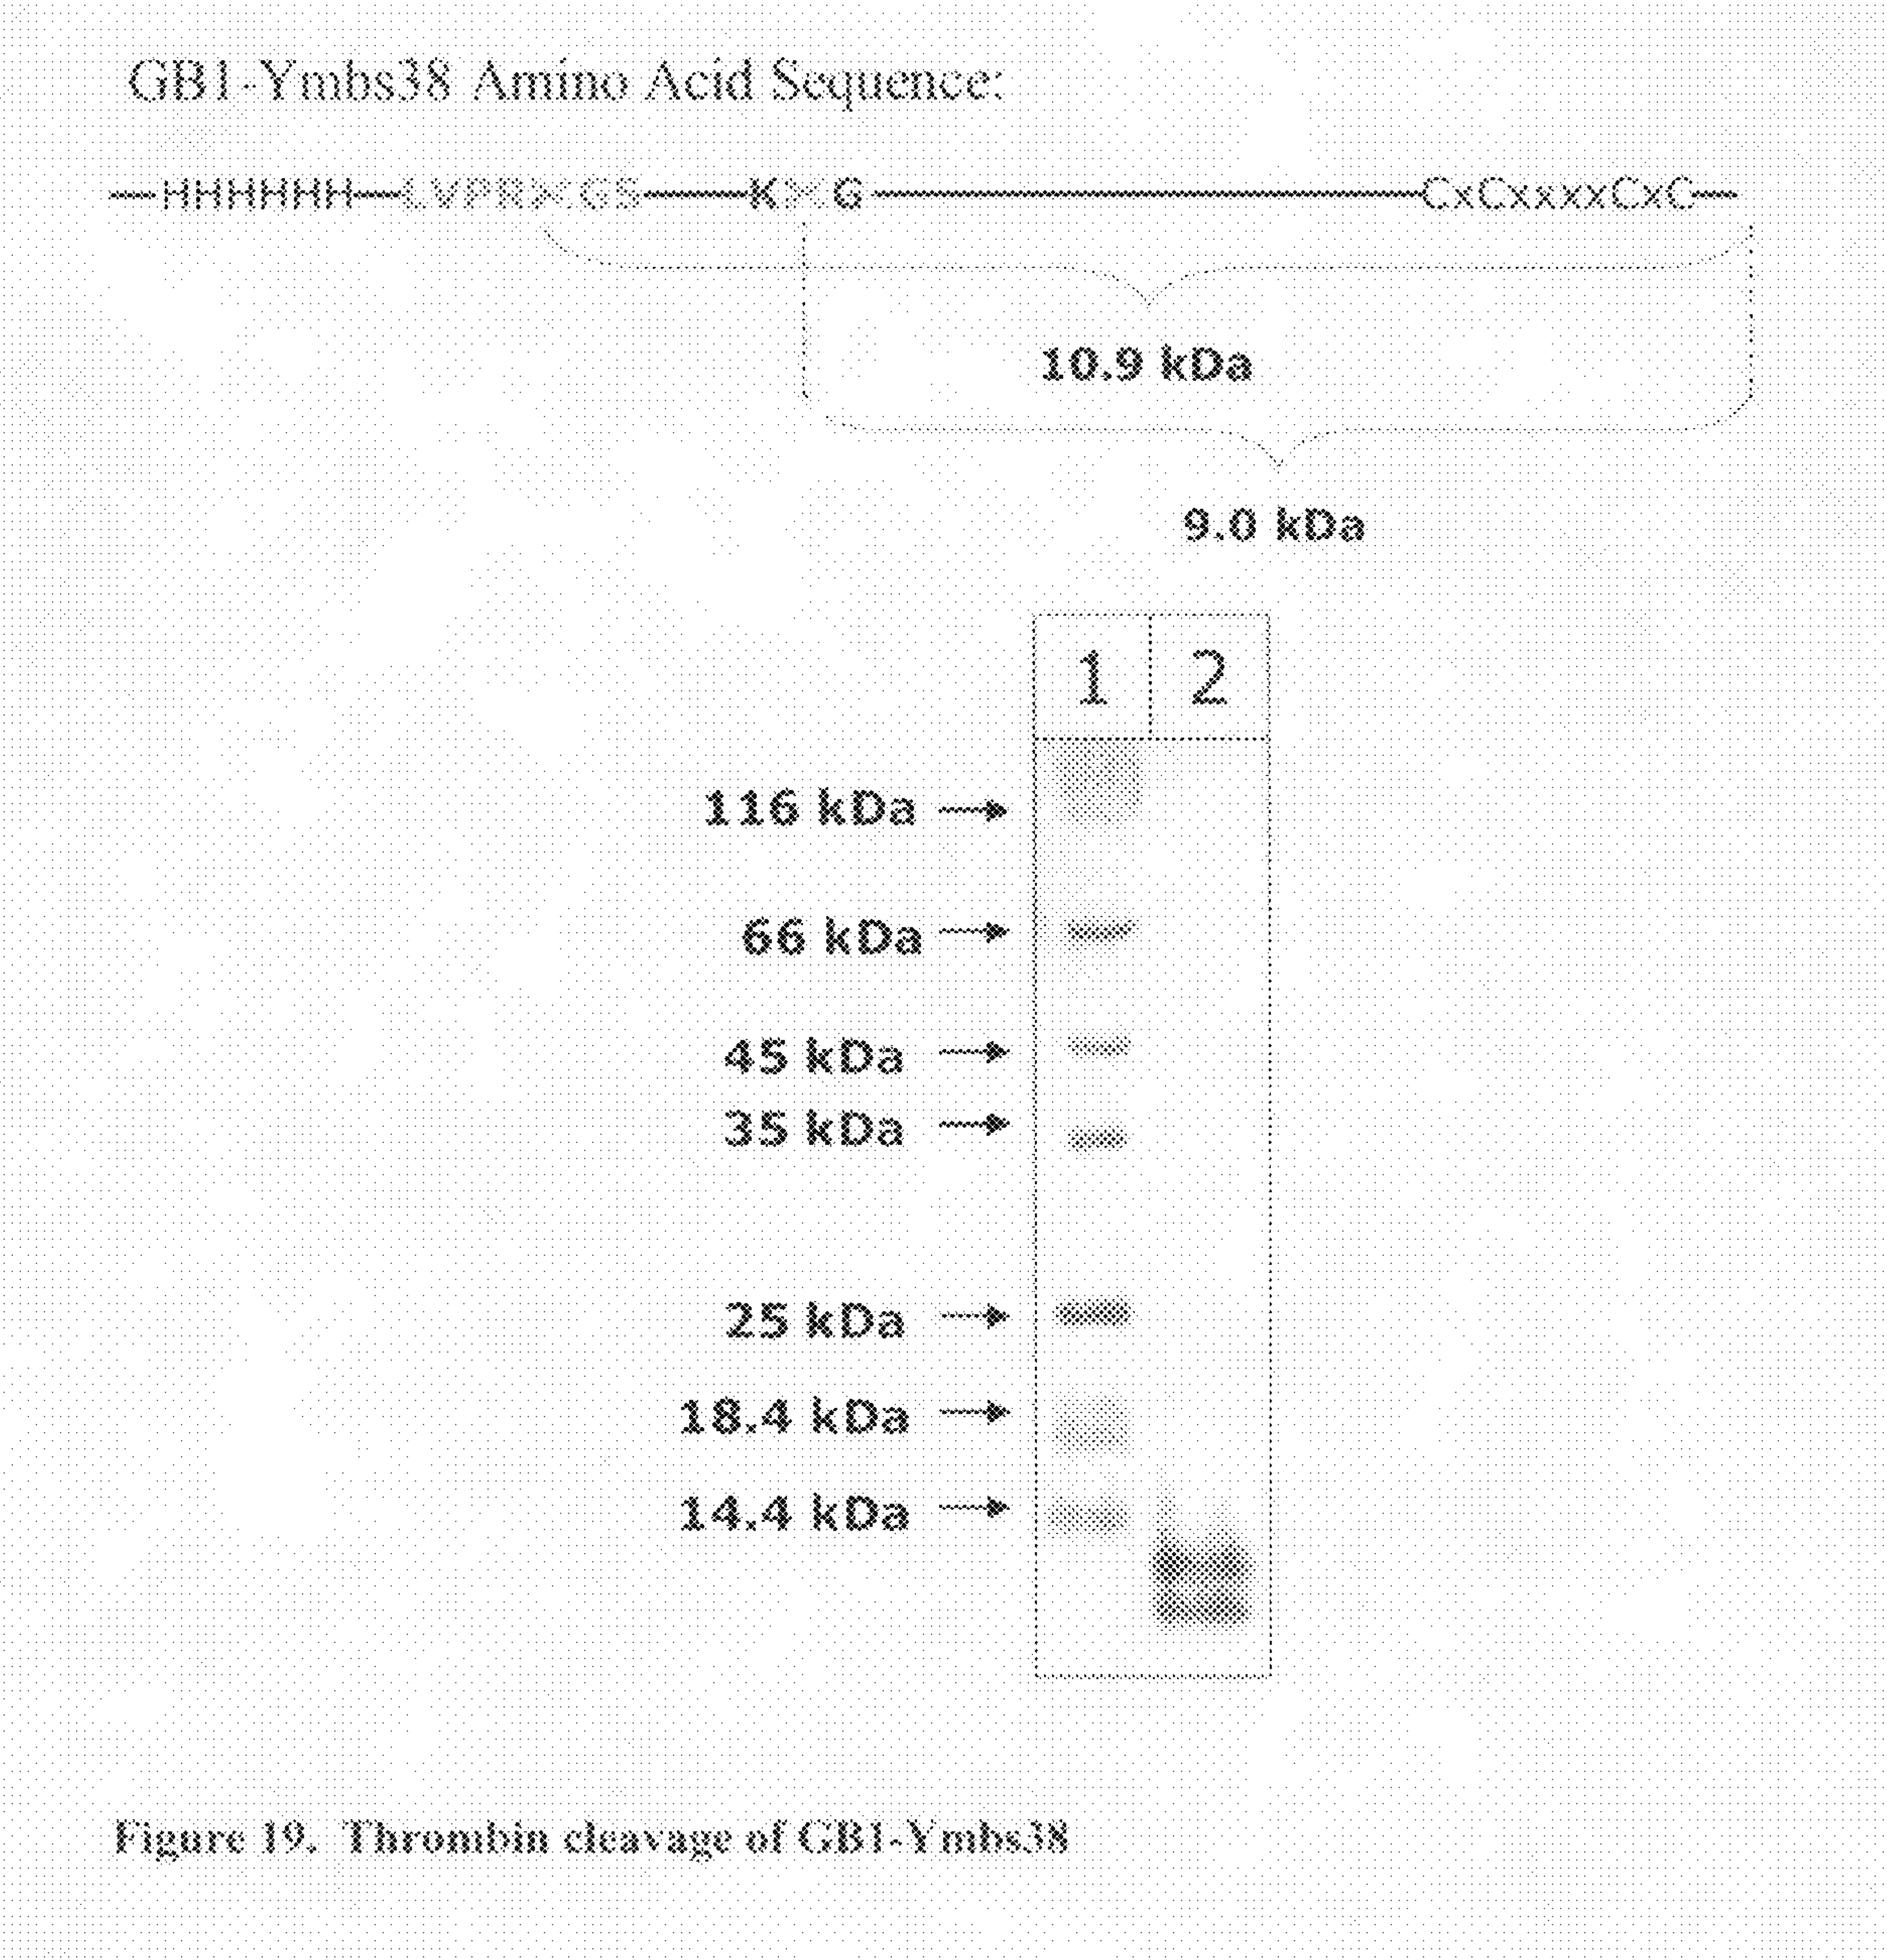 GB1-Ymbs38 Amino Acid Sequence:
HHHHHH LVPR GS K G CxCxxxxCxC
10.9 kDa
9.0 kDa
1 2
116 kDa
66 kDa
45 kDa
35 kDa
25 kDa
18.4 kDa
14.4 kDa
Figure 19. Thrombin cleavage of GB1-Ymbs38